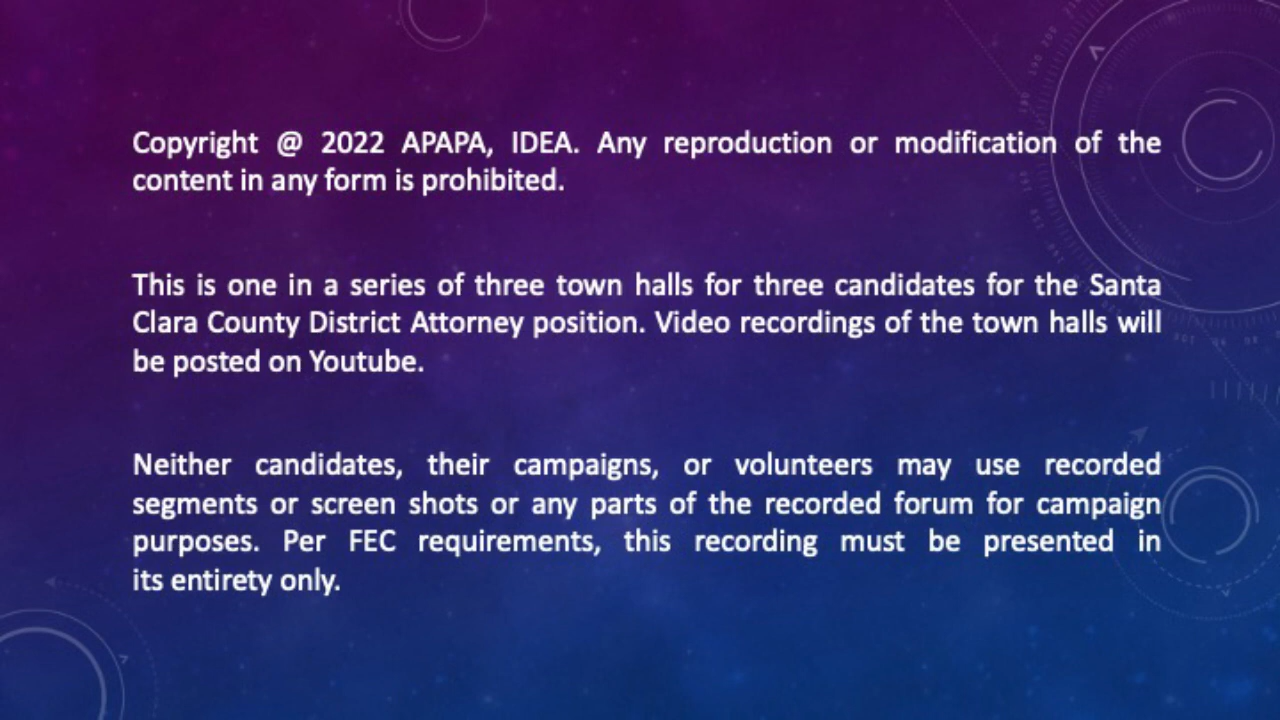 Copyright @ 2022 APAPA, IDEA. Any reproduction or modification of the
content in any form is prohibited.
This is one in a series of three town halls for three candidates for the Santa
Clara County District Attorney position. Video recordings of the town halls will
be posted on Youtube.
Neither candidates, their campaigns, or volunteers may use recorded
segments or screen shots or any parts of the recorded forum for campaign
purposes. Per FEC requirements, this recording must be presented in
its entirety only.